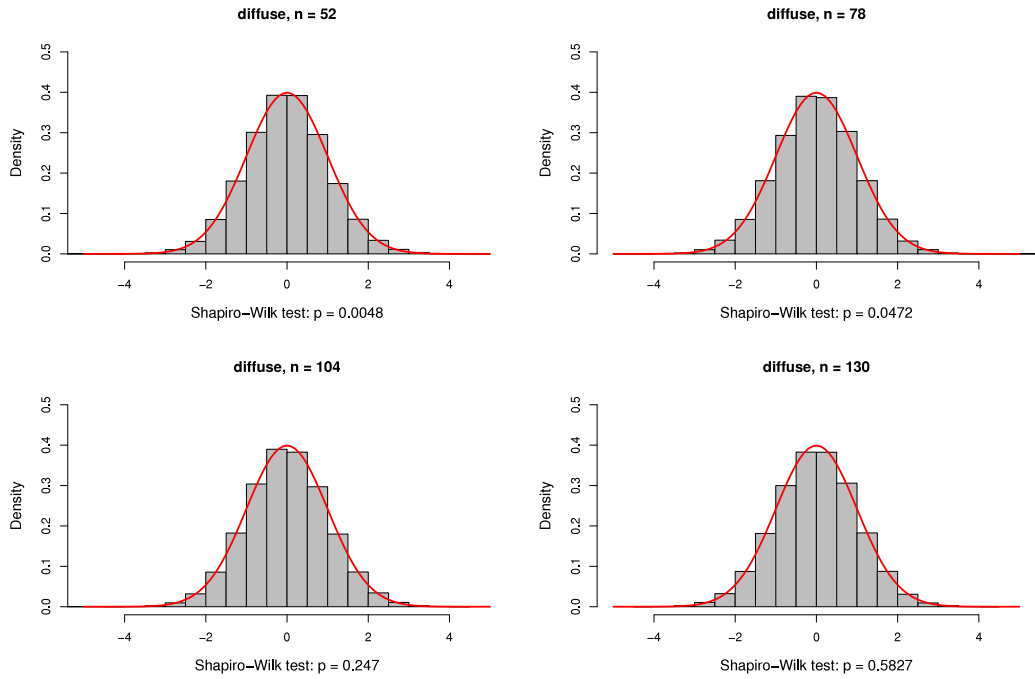 diffuse, n = 52
Density
0.0 0.1 0.2 0.3 0.4 0.5
−4 −2 0 2 4
Shapiro−Wilk test: p = 0.0048
diffuse, n = 78
Density
0.0 0.1 0.2 0.3 0.4 0.5
−4 −2 0 2 4
Shapiro−Wilk test: p = 0.0472
diffuse, n = 104
Density
0.0 0.1 0.2 0.3 0.4 0.5
−4 −2 0 2 4
Shapiro−Wilk test: p = 0.247
diffuse, n = 130
Density
0.0 0.1 0.2 0.3 0.4 0.5
−4 −2 0 2 4
Shapiro−Wilk test: p = 0.5827